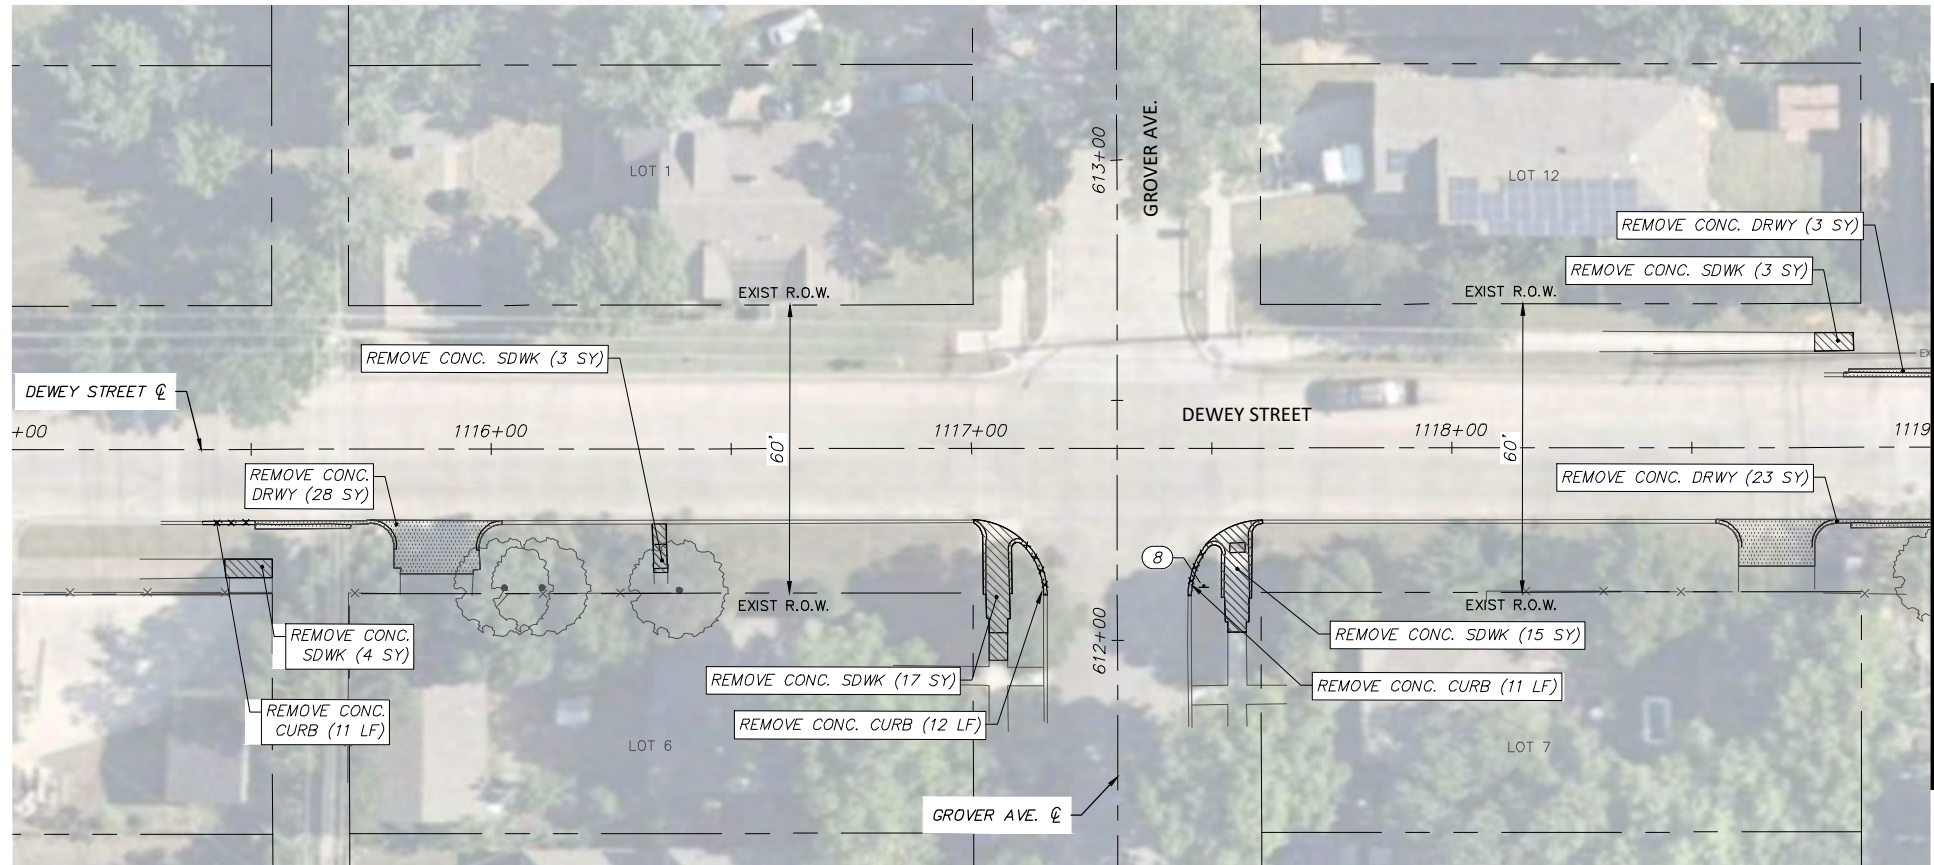 GROVER AVE.
613+00
LOT 1
LOT 12
REMOVE CONC. DRWY (3 SY)
REMOVE CONC. SDWK (3 SY)
EXIST R.O.W.
EXIST R.O.W.
REMOVE CONC. SDWK (3 SY)
EX
DEWEY STREET ℄
DEWEY STREET
+00
1116+00
1117+00
1118+00
1119
60'
60'
REMOVE CONC.
DRWY (28 SY)
REMOVE CONC. DRWY (23 SY)
8
EXIST R.O.W.
EXIST R.O.W.
REMOVE CONC.
SDWK (4 SY)
612+00
REMOVE CONC. SDWK (15 SY)
REMOVE CONC. SDWK (17 SY)
REMOVE CONC. CURB (11 LF)
REMOVE CONC.
CURB (11 LF)
REMOVE CONC. CURB (12 LF)
LOT 6
LOT 7
GROVER AVE. ℄